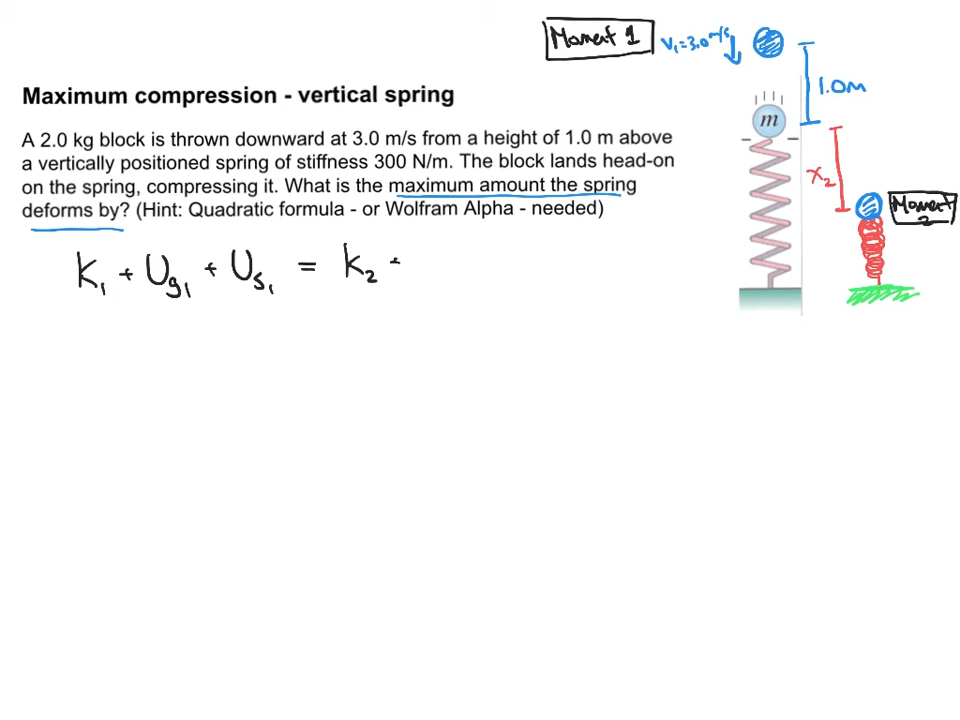 Moment 1
V₁=3.0 m/s
1.0m
Maximum compression - vertical spring
A 2.0 kg block is thrown downward at 3.0 m/s from a height of 1.0 m above
a vertically positioned spring of stiffness 300 N/m. The block lands head-on
on the spring, compressing it. What is the maximum amount the spring
deforms by? (Hint: Quadratic formula - or Wolfram Alpha - needed)
m
x₂
Moment
2
K₁ + Ug₁ + Us₁ = K₂ +